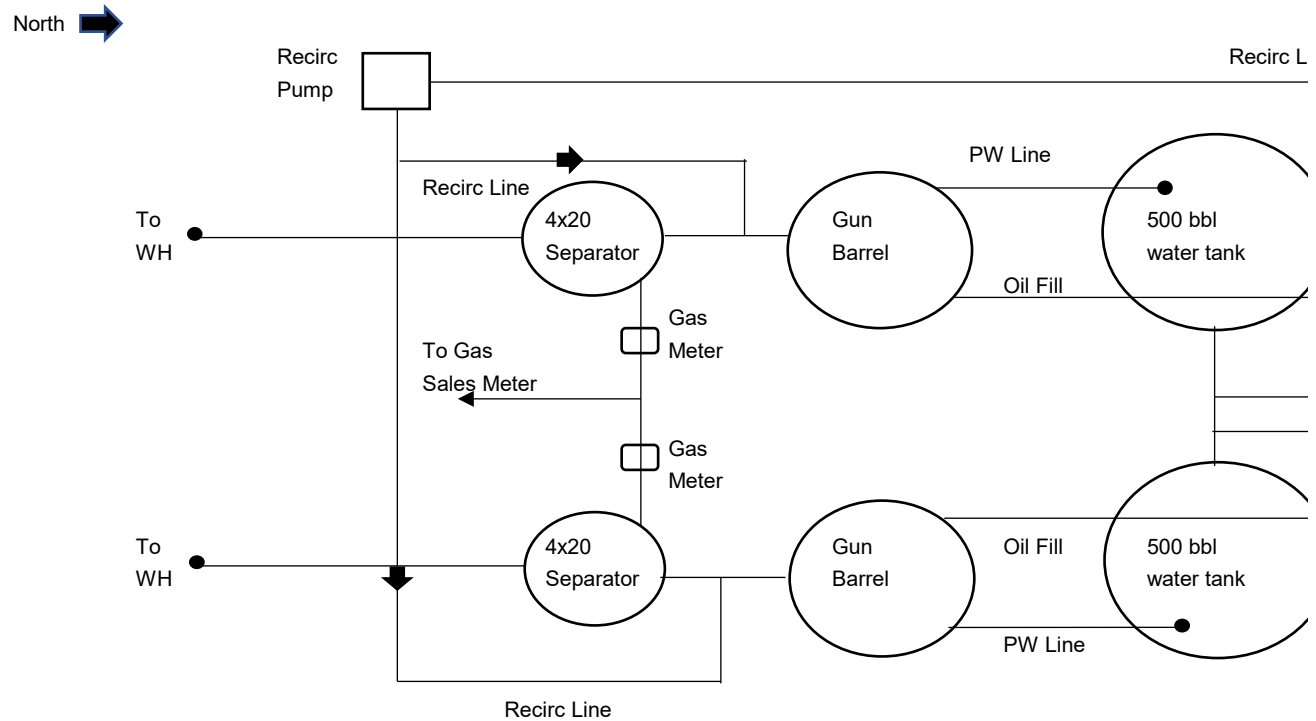 North
Recirc
Pump
Recirc L
PW Line
Recirc Line
To
WH
4x20
Separator
Gun
Barrel
500 bbl
water tank
Oil Fill
Gas
Meter
To Gas
Sales Meter
Gas
Meter
To
WH
4x20
Separator
Gun
Barrel
Oil Fill
500 bbl
water tank
PW Line
Recirc Line